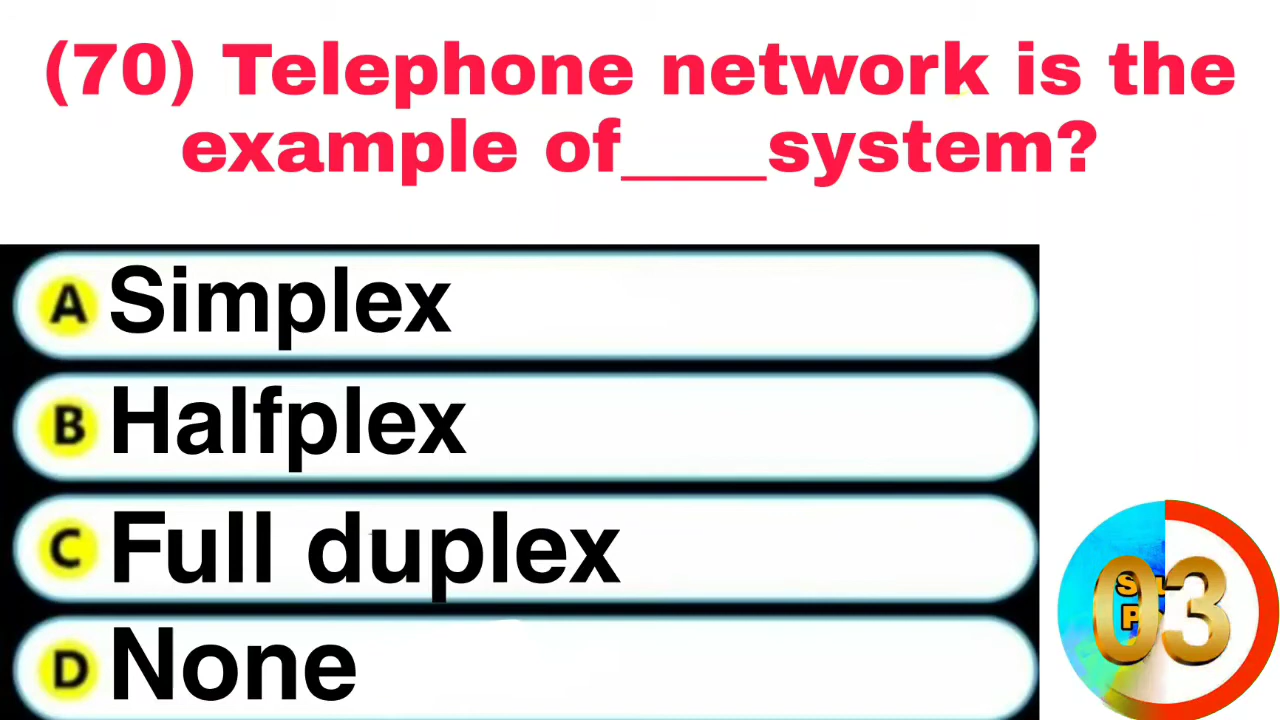 (70) Telephone network is the
example of____system?
A Simplex
B Halfplex
C Full duplex
D None
03